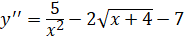 y′′ = 5/x² − 2√(x + 4) − 7